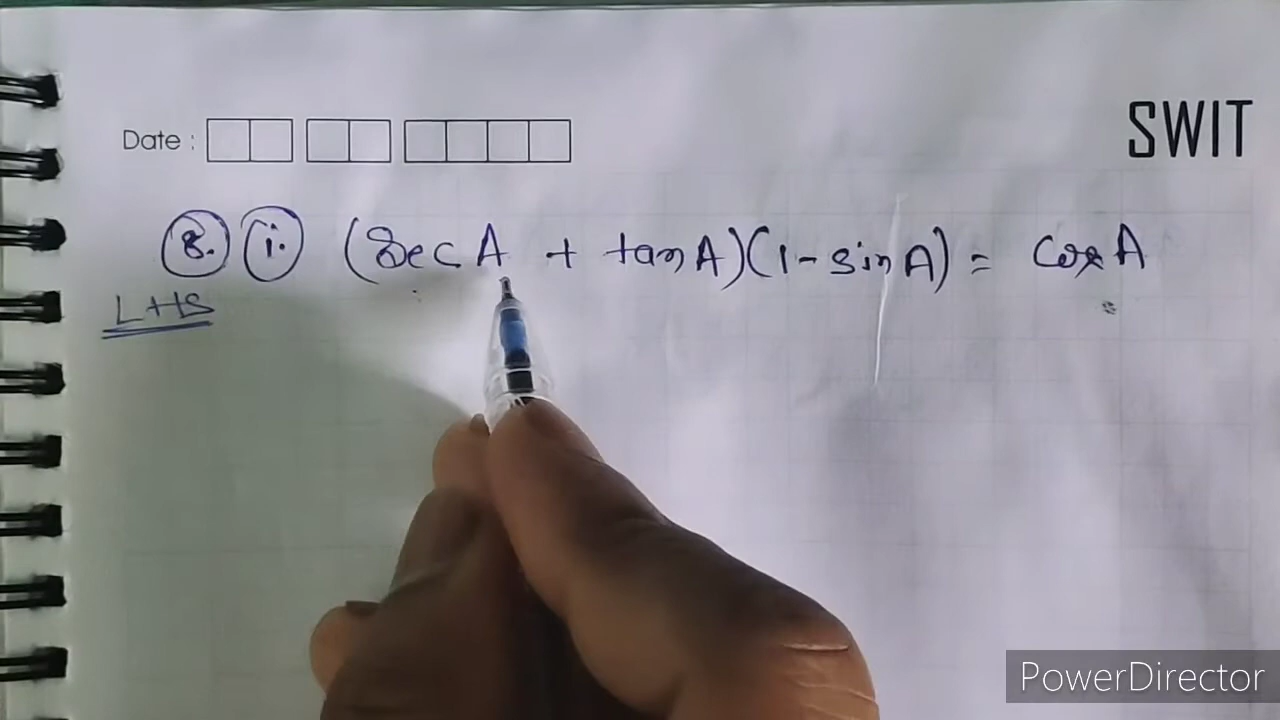 SWIT
Date :
8. i. (Sec A + tan A)(1 - sin A) = cos A
LHS
PowerDirector